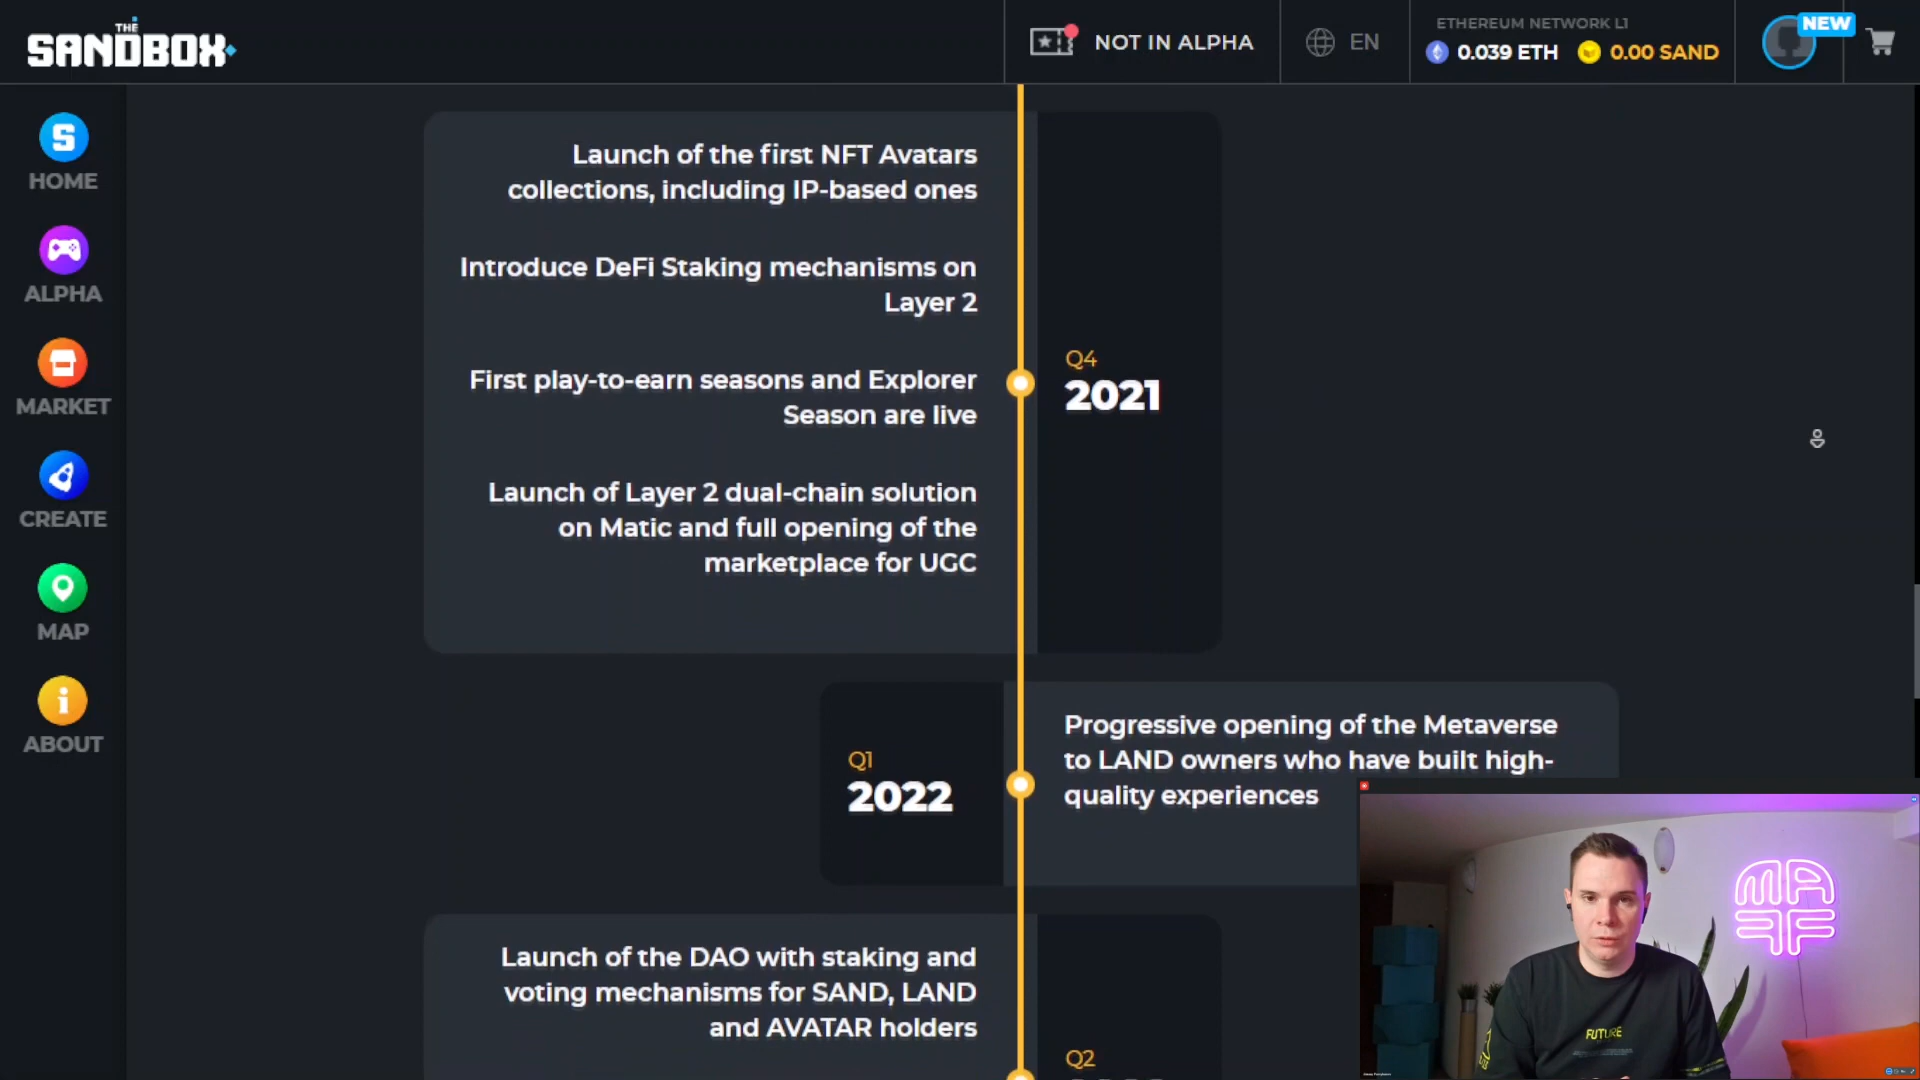 THE
SANDBOX
NOT IN ALPHA
EN
ETHEREUM NETWORK L1
0.039 ETH
0.00 SAND
NEW
HOME
ALPHA
MARKET
CREATE
MAP
ABOUT
Launch of the first NFT Avatars
collections, including IP-based ones
Introduce DeFi Staking mechanisms on
Layer 2
First play-to-earn seasons and Explorer
Season are live
Launch of Layer 2 dual-chain solution
on Matic and full opening of the
marketplace for UGC
Q4
2021
Q1
2022
Progressive opening of the Metaverse
to LAND owners who have built high-
quality experiences
Launch of the DAO with staking and
voting mechanisms for SAND, LAND
and AVATAR holders
Q2
MA
FF
FUTURE